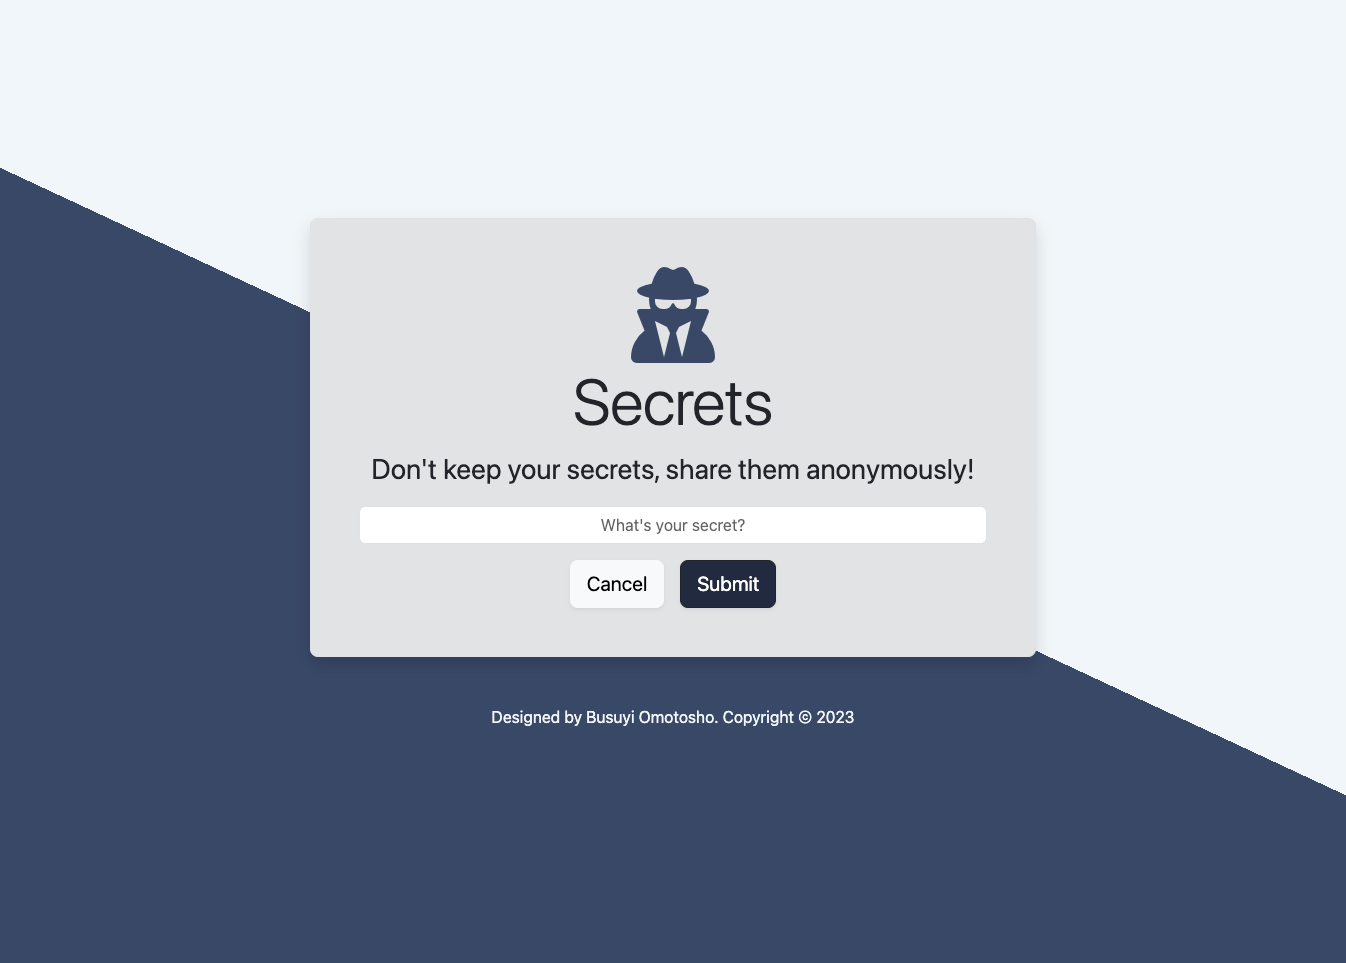 Secrets
Don't keep your secrets, share them anonymously!
What's your secret?
Cancel Submit
Designed by Busuyi Omotosho. Copyright © 2023